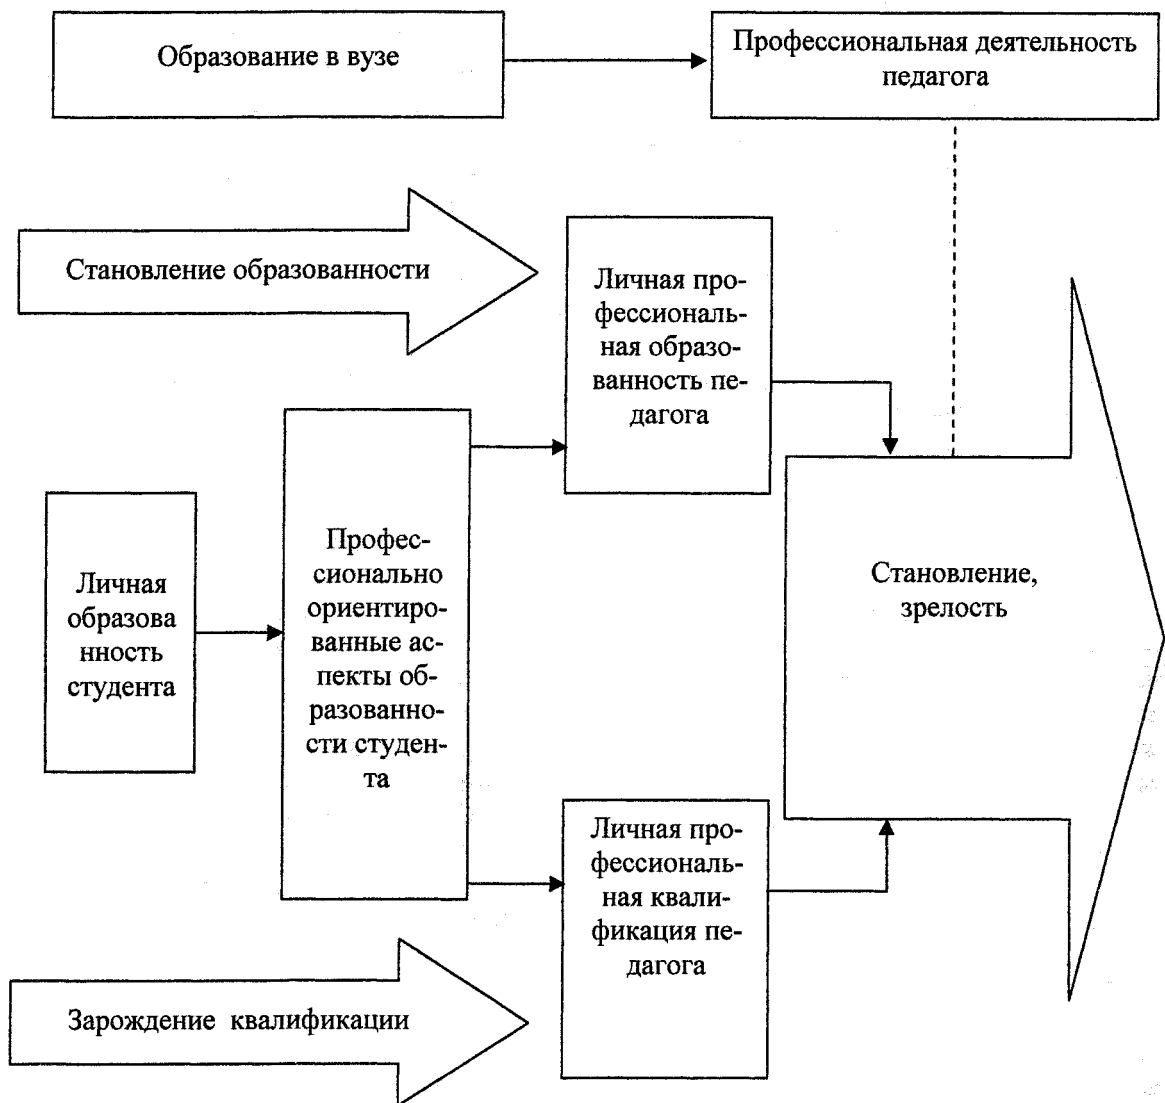 Образование в вузе
Профессиональная деятельность
педагога
Становление образованности
Личная про-
фессиональ-
ная образо-
ванность пе-
дагога
Личная
образова
нность
студента
Профес-
сионально
ориентиро-
ванные ас-
пекты об-
разованно-
сти студен-
та
Становление,
зрелость
Личная про-
фессиональ-
ная квали-
фикация пе-
дагога
Зарождение квалификации